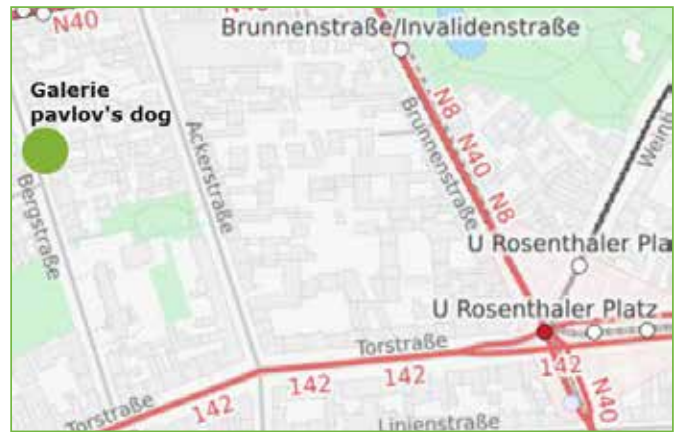 N40
Brunnenstraße/Invalidenstraße
Galerie
pavlov's dog
Ackerstraße
Bergstraße
Brunnenstraße
N8
N40
N8
U Rosenthaler Pla
U Rosenthaler Platz
Torstraße
142
142
142
142
N40
Torstraße
Linienstraße